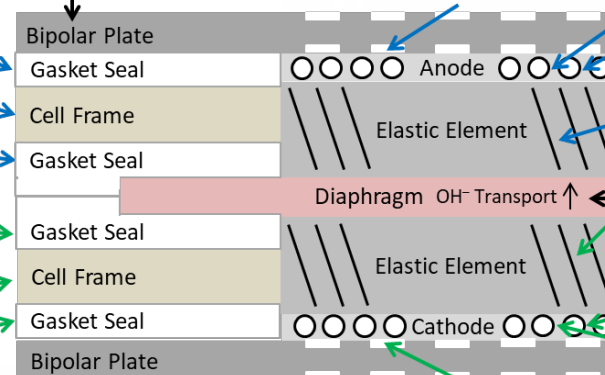 Bipolar Plate
Gasket Seal
Anode
Cell Frame
Elastic Element
Gasket Seal
Diaphragm OH⁻ Transport
Gasket Seal
Cell Frame
Elastic Element
Gasket Seal
Cathode
Bipolar Plate